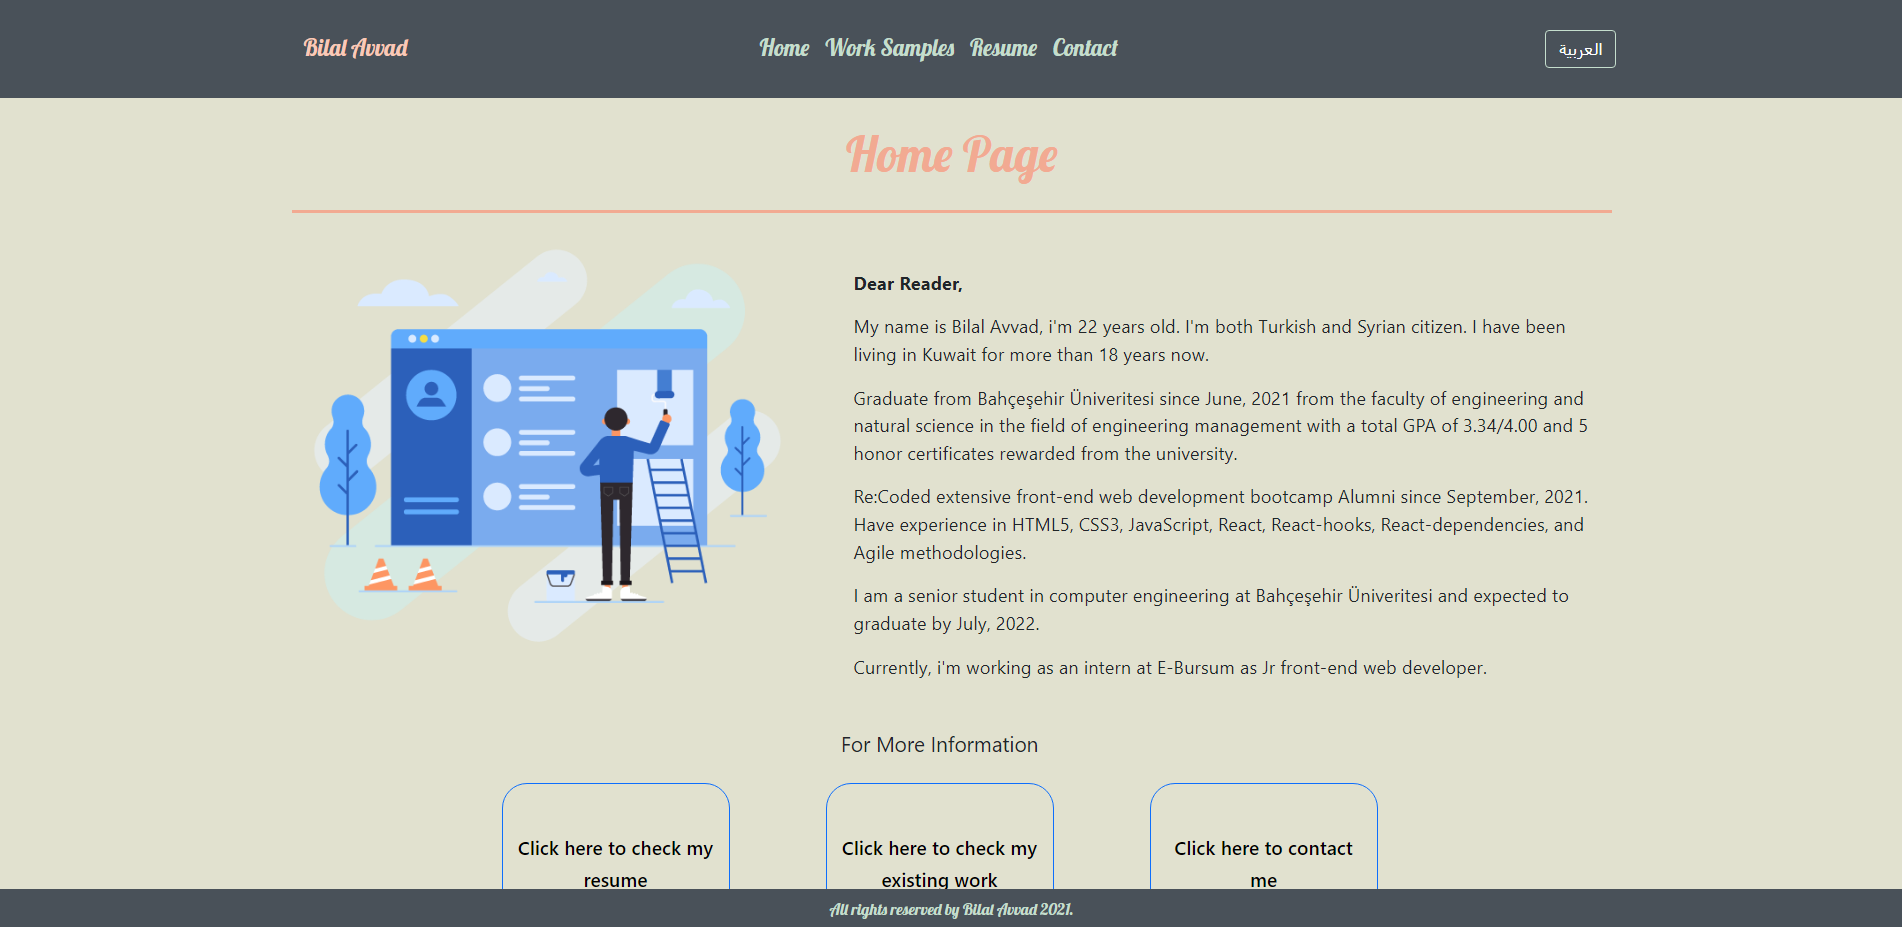 Bilal Avvad
Home Work Samples Resume Contact
العربية
Home Page
Dear Reader,
My name is Bilal Avvad, i'm 22 years old. I'm both Turkish and Syrian citizen. I have been
living in Kuwait for more than 18 years now.
Graduate from Bahçeşehir Üniveritesi since June, 2021 from the faculty of engineering and
natural science in the field of engineering management with a total GPA of 3.34/4.00 and 5
honor certificates rewarded from the university.
Re:Coded extensive front-end web development bootcamp Alumni since September, 2021.
Have experience in HTML5, CSS3, JavaScript, React, React-hooks, React-dependencies, and
Agile methodologies.
I am a senior student in computer engineering at Bahçeşehir Üniveritesi and expected to
graduate by July, 2022.
Currently, i'm working as an intern at E-Bursum as Jr front-end web developer.
For More Information
Click here to check my
resume
Click here to check my
existing work
Click here to contact
me
All rights reserved by Bilal Avvad 2021.